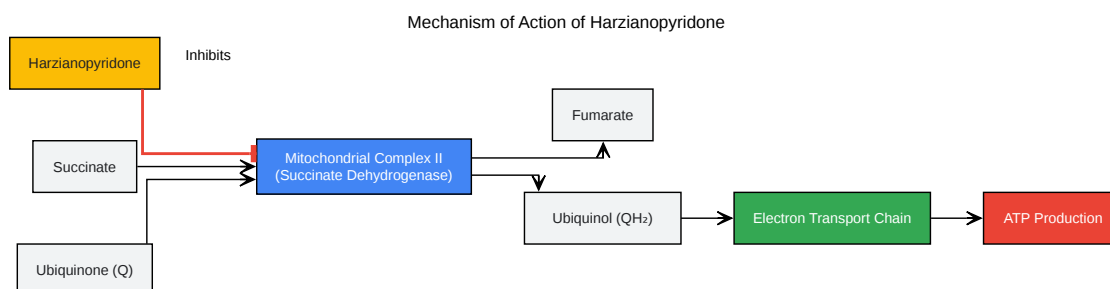 Mechanism of Action of Harzianopyridone
Harzianopyridone
Inhibits
Succinate
Ubiquinone (Q)
Mitochondrial Complex II
(Succinate Dehydrogenase)
Fumarate
Ubiquinol (QH₂)
Electron Transport Chain
ATP Production